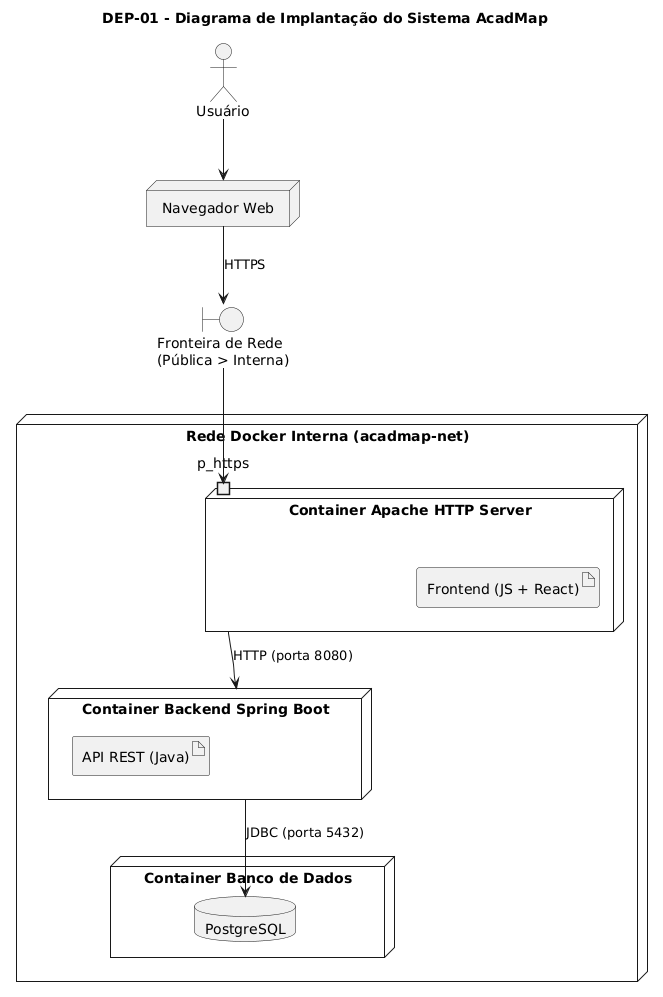 DEP-01 - Diagrama de Implantação do Sistema AcadMap
Usuário
Navegador Web
HTTPS
Fronteira de Rede
(Pública > Interna)
Rede Docker Interna (acadmap-net)
p_https
Container Apache HTTP Server
Frontend (JS + React)
HTTP (porta 8080)
Container Backend Spring Boot
API REST (Java)
JDBC (porta 5432)
Container Banco de Dados
PostgreSQL